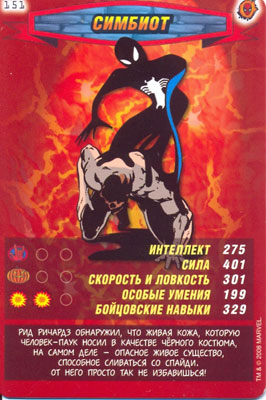 151
СИМБИОТ
ИНТЕЛЛЕКТ 275
СИЛА 401
СКОРОСТЬ И ЛОВКОСТЬ 301
ОСОБЫЕ УМЕНИЯ 199
БОЙЦОВСКИЕ НАВЫКИ 329
РИД РИЧАРДЗ ОБНАРУЖИЛ, ЧТО ЖИВАЯ КОЖА, КОТОРУЮ
ЧЕЛОВЕК-ПАУК НОСИЛ В КАЧЕСТВЕ ЧЁРНОГО КОСТЮМА,
НА САМОМ ДЕЛЕ - ОПАСНОЕ ЖИВОЕ СУЩЕСТВО,
СПОСОБНОЕ СЛИВАТЬСЯ СО СПАЙДИ.
ОТ НЕГО ПРОСТО ТАК НЕ ИЗБАВИШЬСЯ!
TM & © 2008 MARVEL.